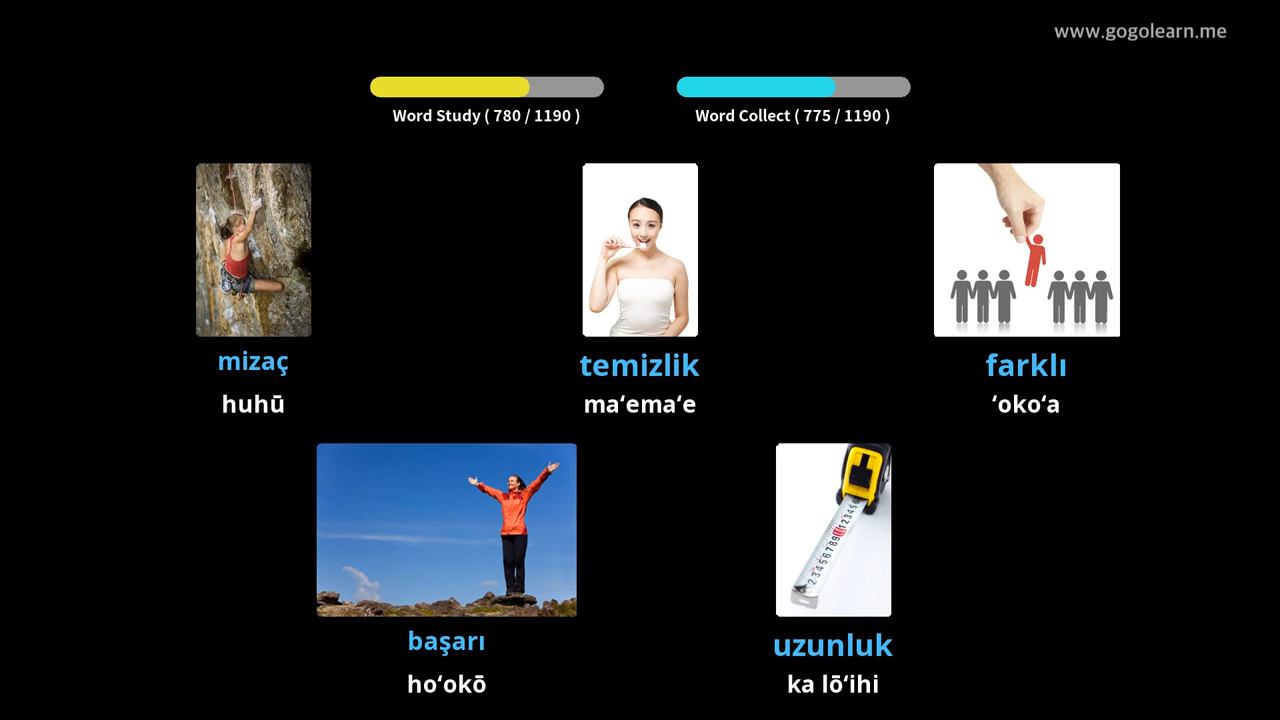 www.gogolearn.me
Word Study ( 780 / 1190 )
Word Collect ( 775 / 1190 )
mizaç
temizlik
farklı
huhū
maʻemaʻe
ʻokoʻa
başarı
uzunluk
hoʻokō
ka lōʻihi